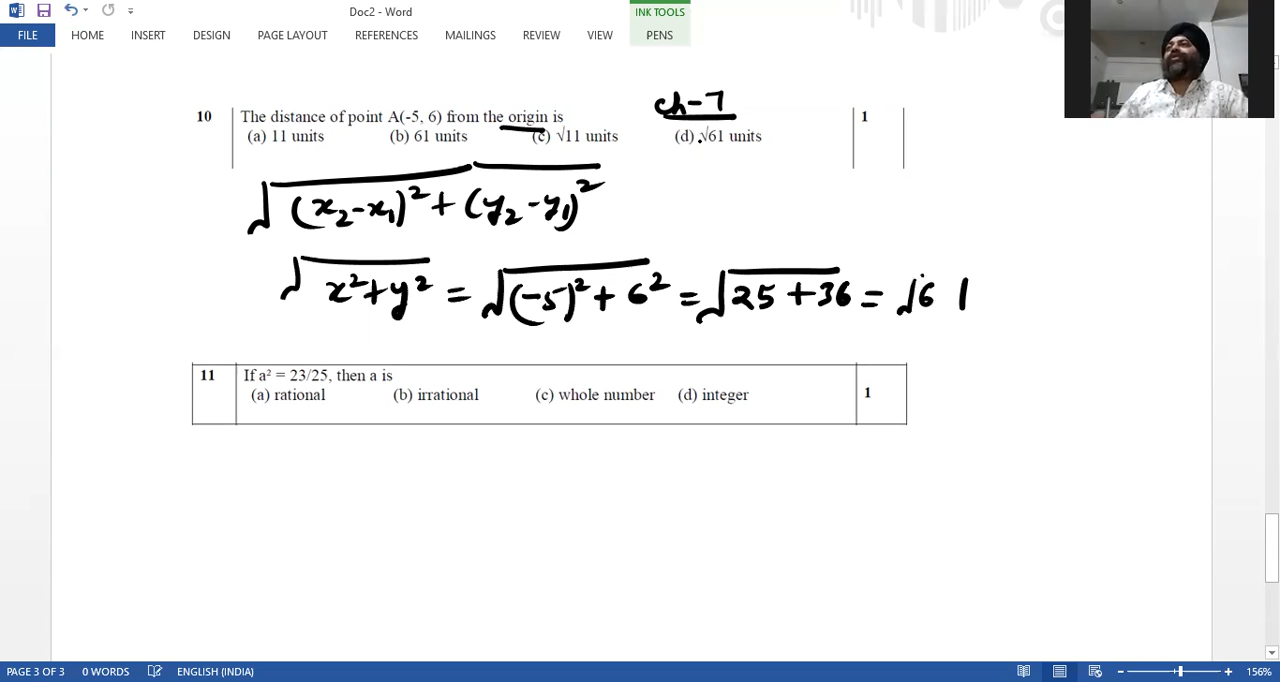 Doc2 - Word
INK TOOLS
FILE HOME INSERT DESIGN PAGE LAYOUT REFERENCES MAILINGS REVIEW VIEW PENS
ch-7
10 The distance of point A(-5, 6) from the origin is 1
(a) 11 units (b) 61 units (c) √11 units (d) √61 units
√(x₂-x₁)² + (y₂-y₁)²
√x²+y² = √(-5)² + 6² = √25 + 36 = √61
11 If a² = 23/25, then a is 1
(a) rational (b) irrational (c) whole number (d) integer
PAGE 3 OF 3 0 WORDS ENGLISH (INDIA) 156%